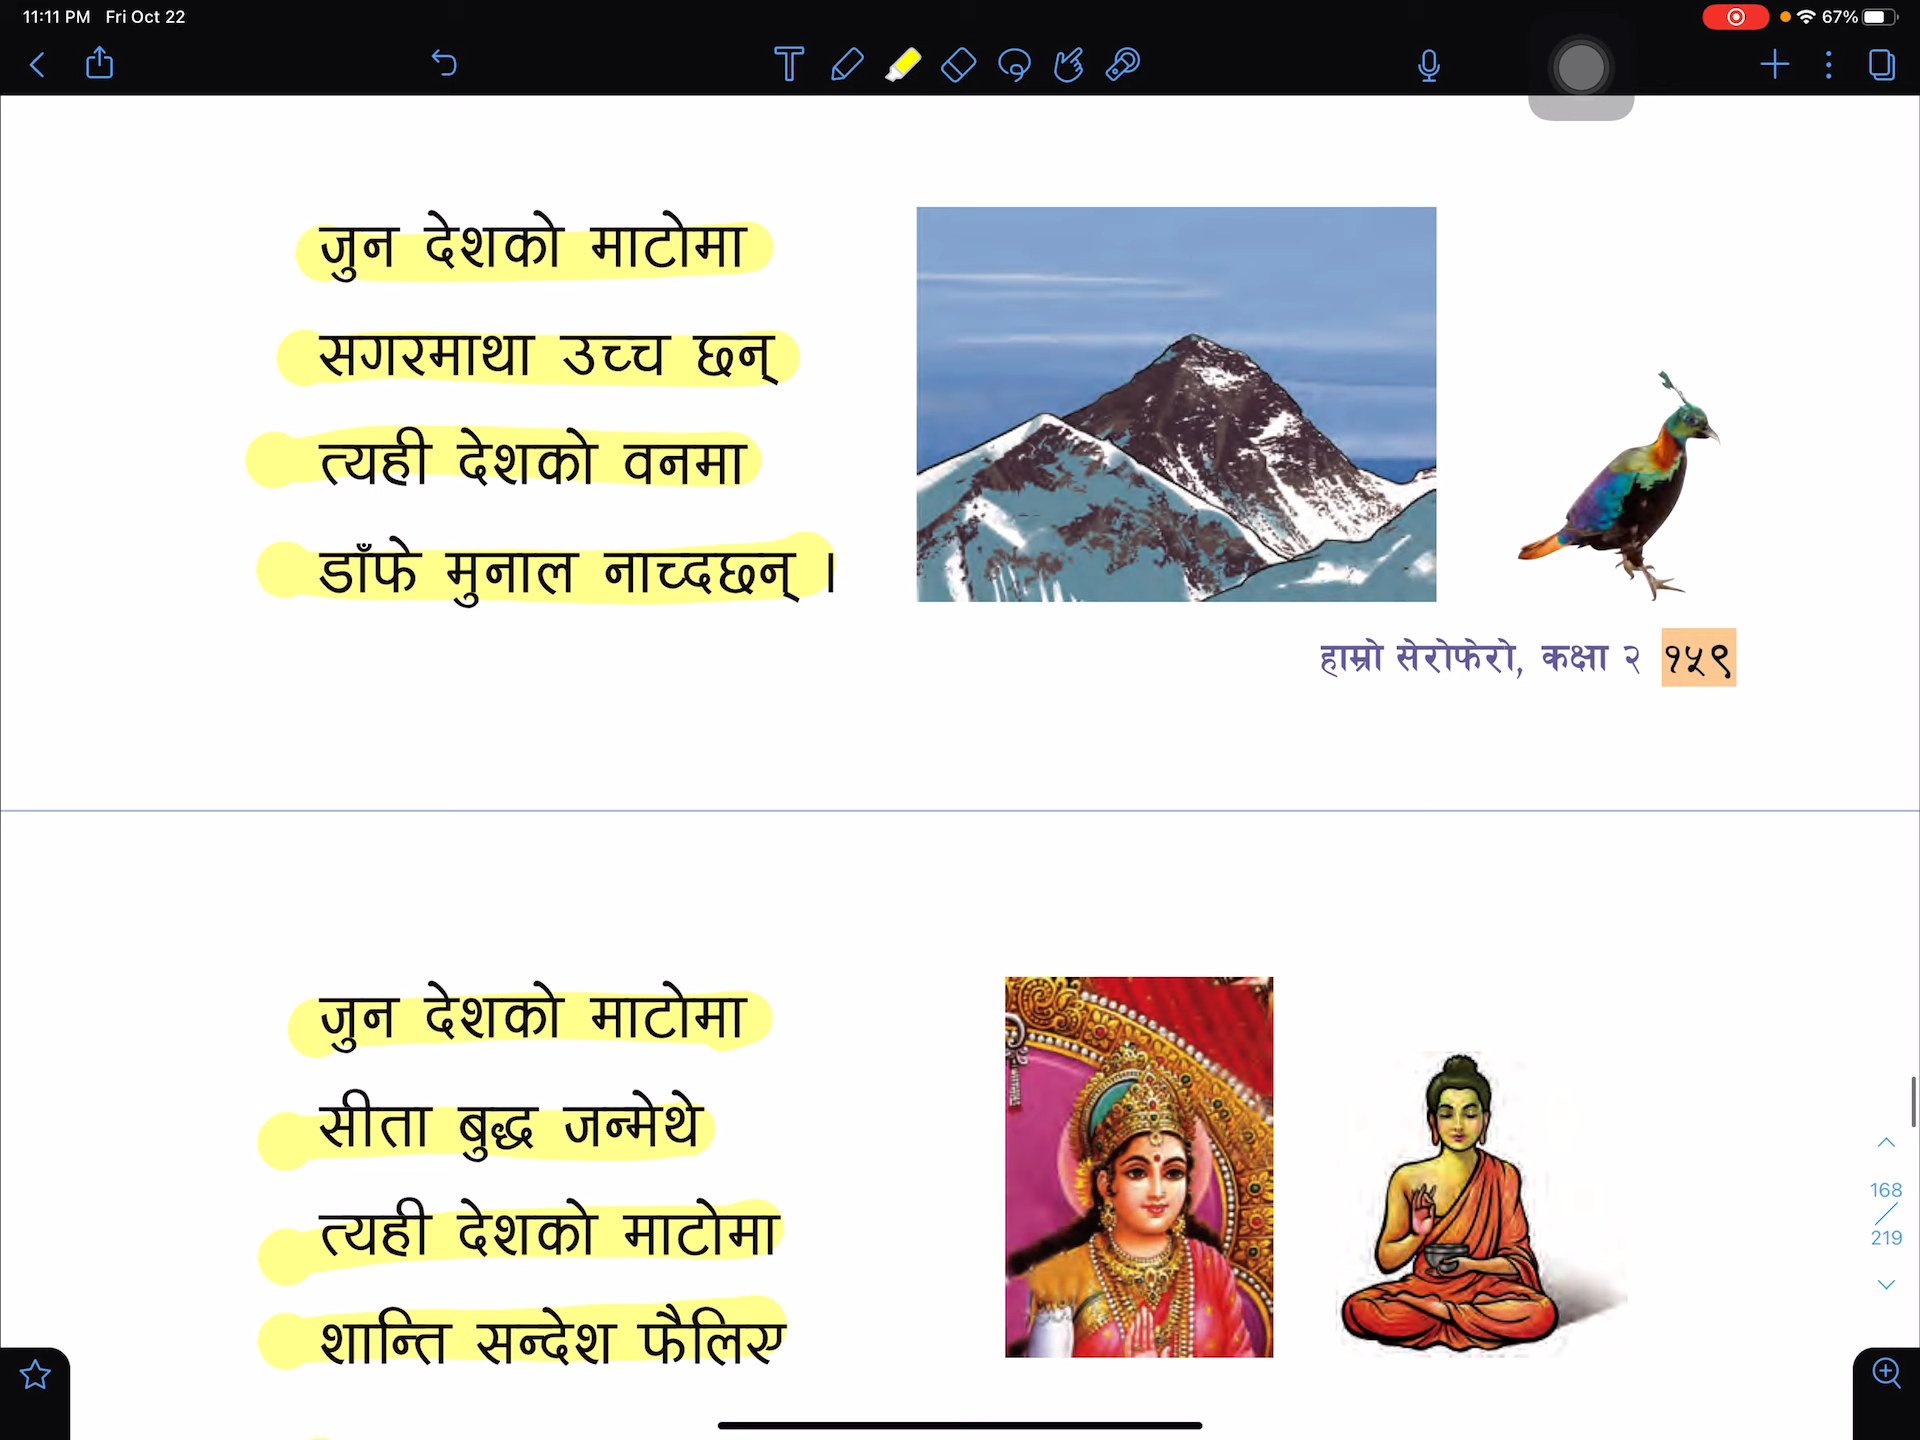 11:11 PM Fri Oct 22
67%
जुन देशको माटोमा
सगरमाथा उच्च छन्
त्यही देशको वनमा
डाँफे मुनाल नाच्दछन् ।
हाम्रो सेरोफेरो, कक्षा २ १५९
जुन देशको माटोमा
सीता बुद्ध जन्मेथे
त्यही देशको माटोमा
शान्ति सन्देश फैलिए
168
219